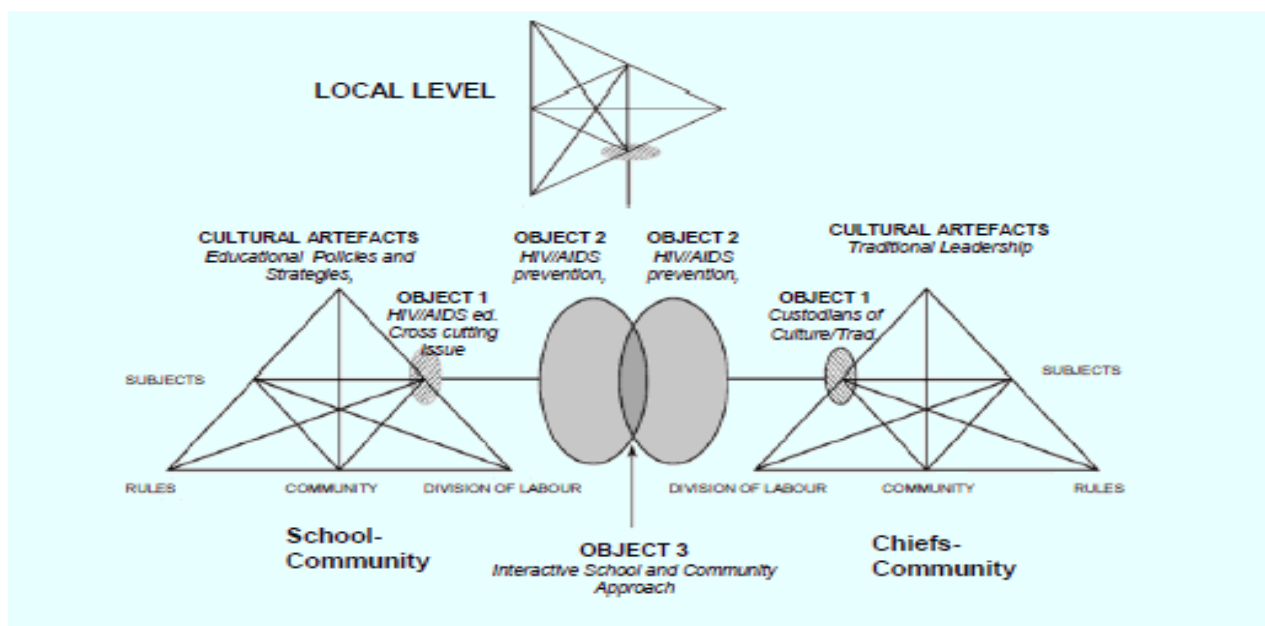 LOCAL LEVEL
CULTURAL ARTEFACTS
Educational Policies and
Strategies,
OBJECT 2
HIV/AIDS
prevention,
OBJECT 2
HIV/AIDS
prevention,
CULTURAL ARTEFACTS
Traditional Leadership
OBJECT 1
HIV/AIDS ed.
Cross cutting
issue
OBJECT 1
Custodians of
Culture/Trad.
SUBJECTS
SUBJECTS
RULES
COMMUNITY
DIVISION OF LABOUR
DIVISION OF LABOUR
COMMUNITY
RULES
School-
Community
OBJECT 3
Interactive School and Community
Approach
Chiefs-
Community